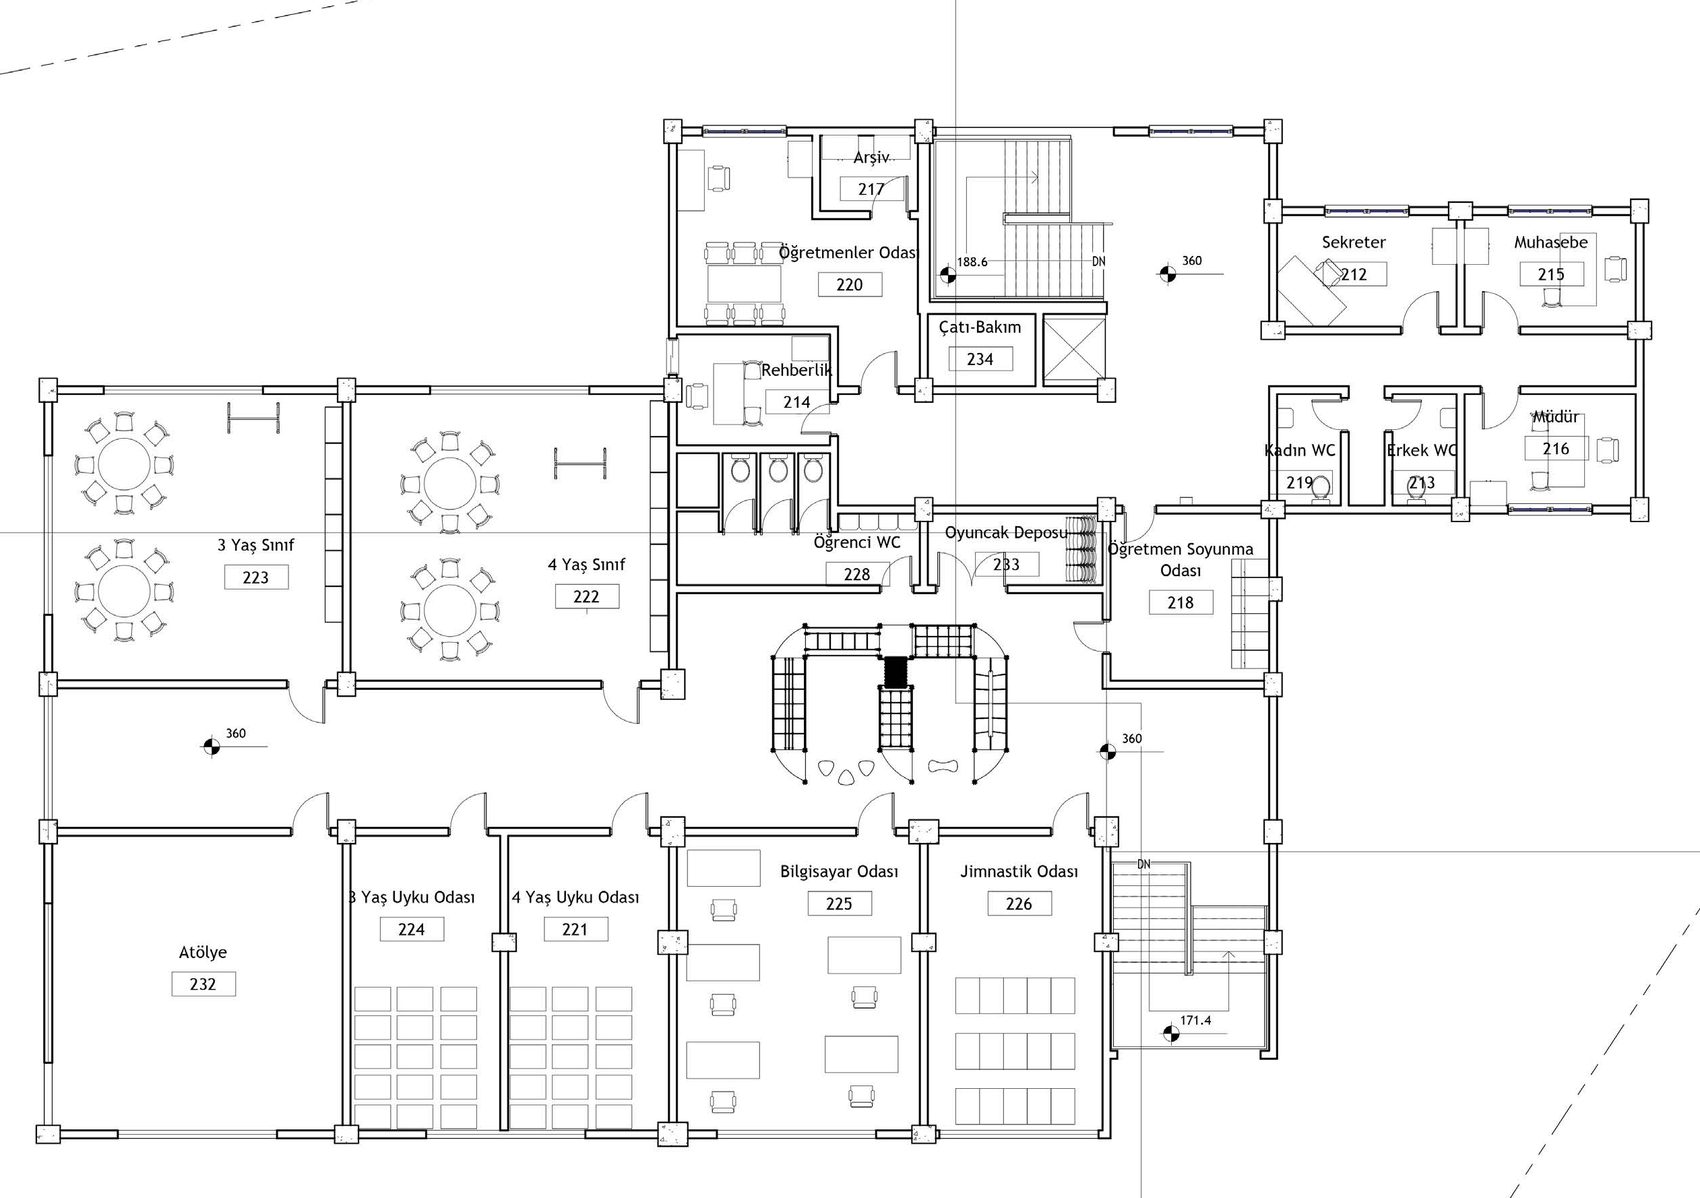 Arşiv
217
Öğretmenler Odası
220
188.6
DN
360
Sekreter
212
Muhasebe
215
Çatı-Bakım
234
Rehberlik
214
Kadın WC
219
Erkek WC
213
Müdür
216
3 Yaş Sınıf
223
4 Yaş Sınıf
222
Öğrenci WC
228
Oyuncak Deposu
233
Öğretmen Soyunma
Odası
218
360
360
3 Yaş Uyku Odası
224
4 Yaş Uyku Odası
221
Bilgisayar Odası
225
Jimnastik Odası
226
DN
Atölye
232
171.4